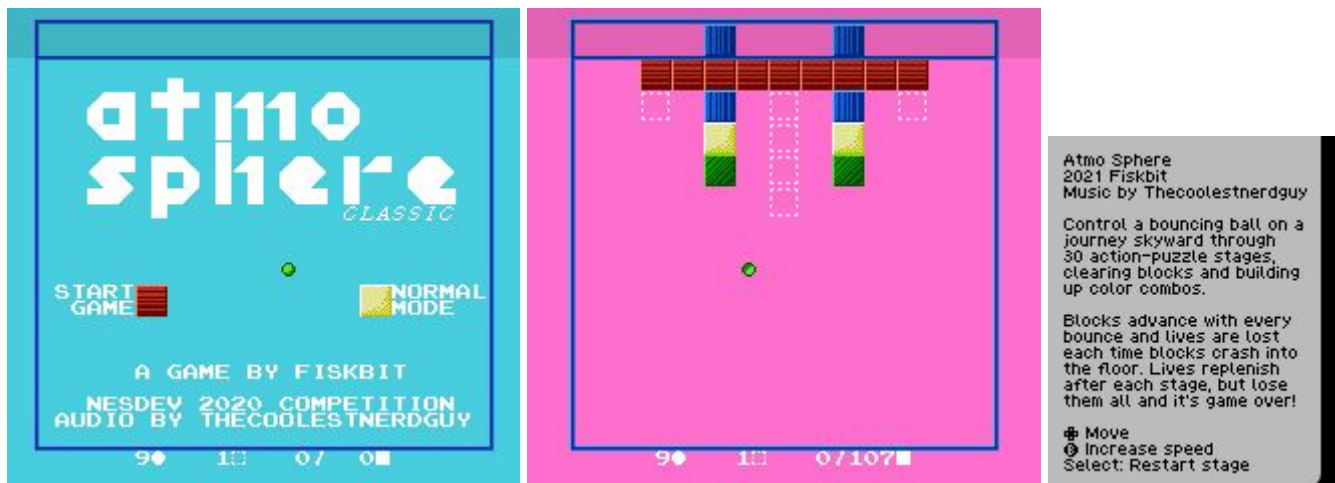 atmo
sphere
CLASSIC
START
GAME
NORMAL
MODE
A GAME BY FISKBIT
NESDEV 2020 COMPETITION
AUDIO BY THECOOLESTNERDGUY
9 1 0/ 0
9 1 0/107
Atmo Sphere
2021 Fiskbit
Music by Thecoolestnerdguy
Control a bouncing ball on a
journey skyward through
30 action-puzzle stages,
clearing blocks and building
up color combos.
Blocks advance with every
bounce and lives are lost
each time blocks crash into
the floor. Lives replenish
after each stage, but lose
them all and it's game over!
Move
B Increase speed
Select: Restart stage